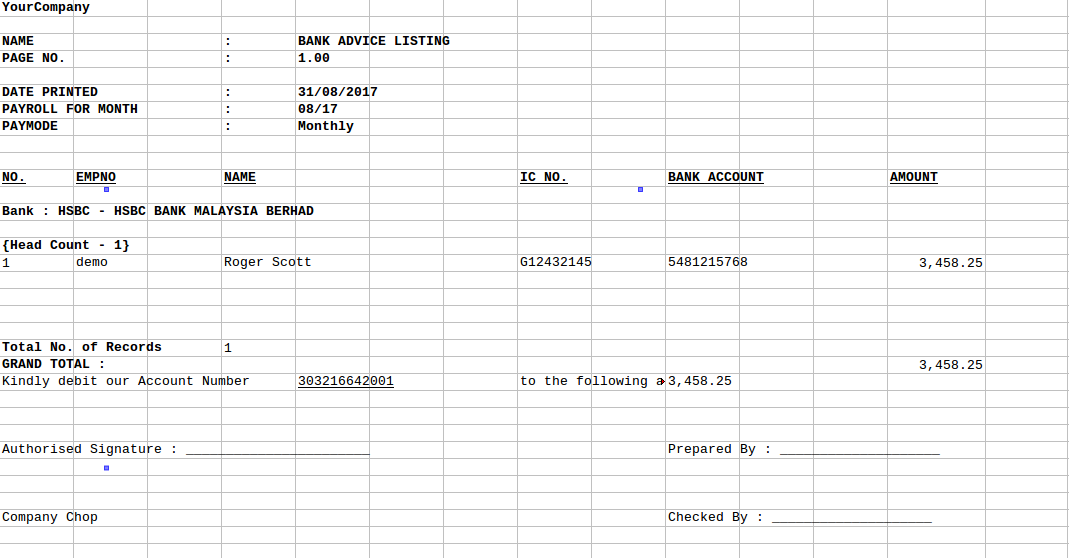 YourCompany
NAME : BANK ADVICE LISTING
PAGE NO. : 1.00
DATE PRINTED : 31/08/2017
PAYROLL FOR MONTH : 08/17
PAYMODE : Monthly
NO. EMPNO NAME IC NO. BANK ACCOUNT AMOUNT
Bank : HSBC - HSBC BANK MALAYSIA BERHAD
{Head Count - 1}
1 demo Roger Scott G12432145 5481215768 3,458.25
Total No. of Records 1
GRAND TOTAL : 3,458.25
Kindly debit our Account Number 303216642001 to the following a 3,458.25
Authorised Signature : _______________________ Prepared By : ____________________
Company Chop Checked By : ____________________